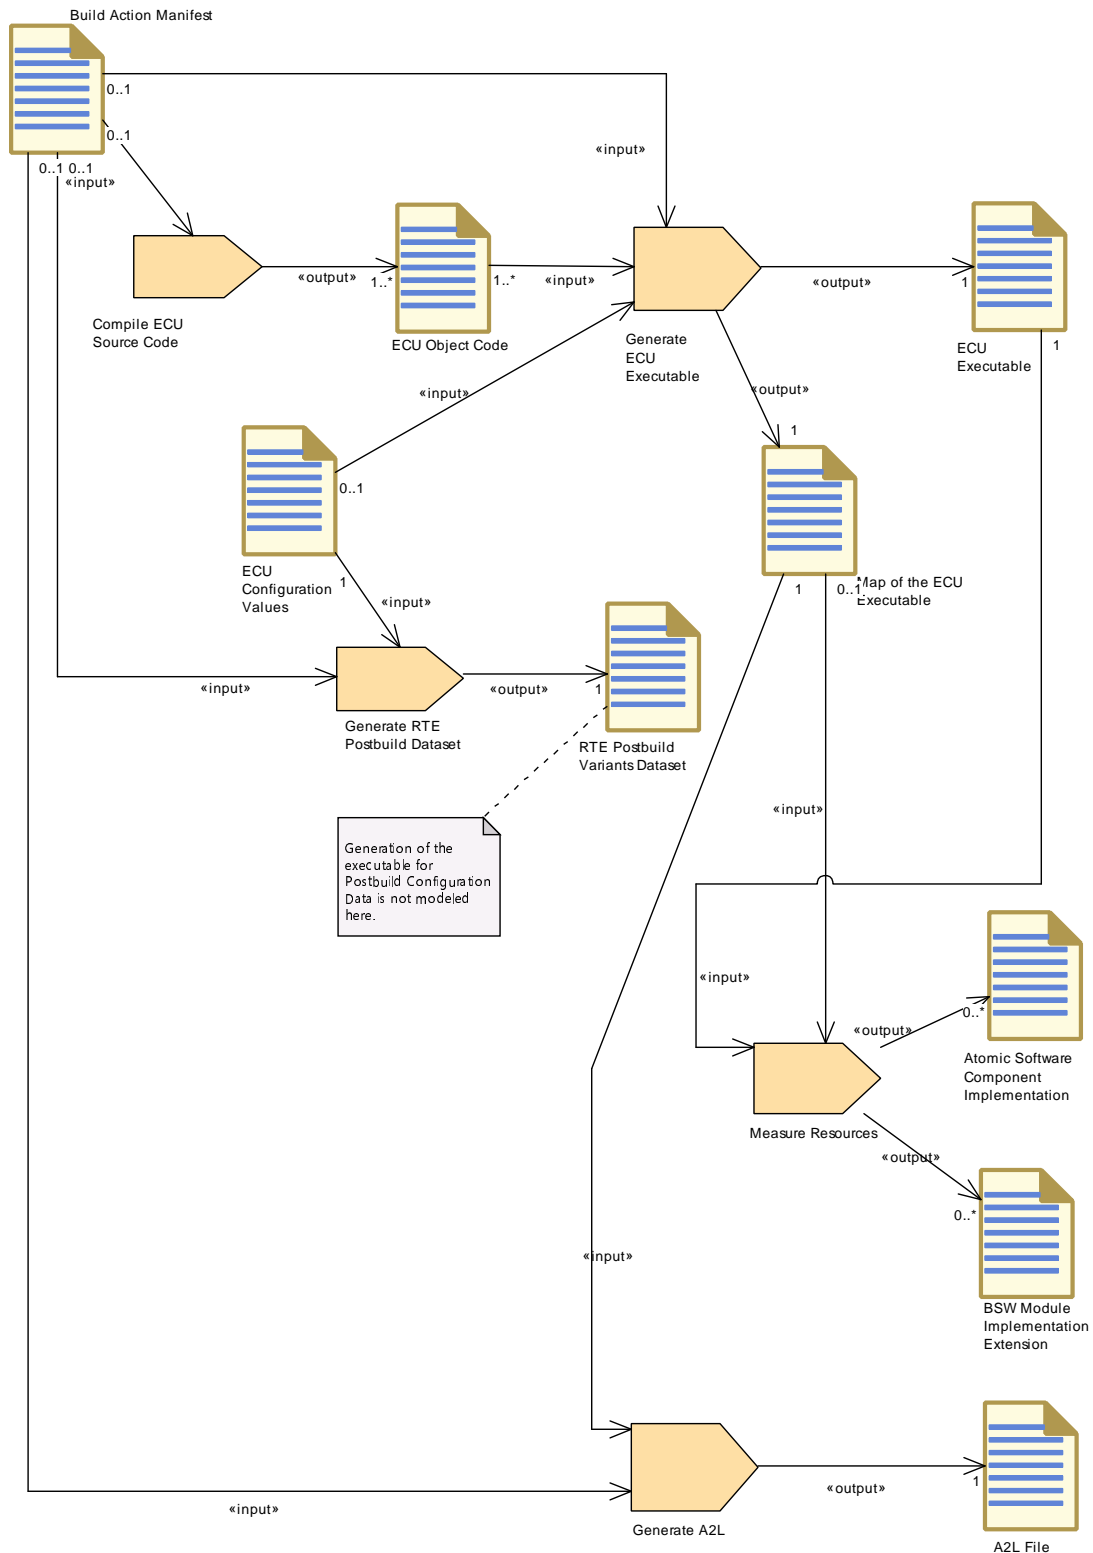 Build Action Manifest
0..1
0..1
«input»
0..1 0..1
«input»
«output»
1..*
1..*
«input»
«output»
1
Compile ECU
Source Code
ECU Object Code
Generate
ECU
Executable
ECU
Executable
1
«input»
«output»
1
0..1
ECU
Configuration
Values
1
«input»
1
0..1
Map of the ECU
Executable
«input»
«output»
1
Generate RTE
Postbuild Dataset
RTE Postbuild
Variants Dataset
«input»
Generation of the
executable for
Postbuild Configuration
Data is not modeled
here.
«input»
«output»
0..*
Atomic Software
Component
Implementation
Measure Resources
«output»
0..*
«input»
BSW Module
Implementation
Extension
«input»
«output»
1
Generate A2L
A2L File